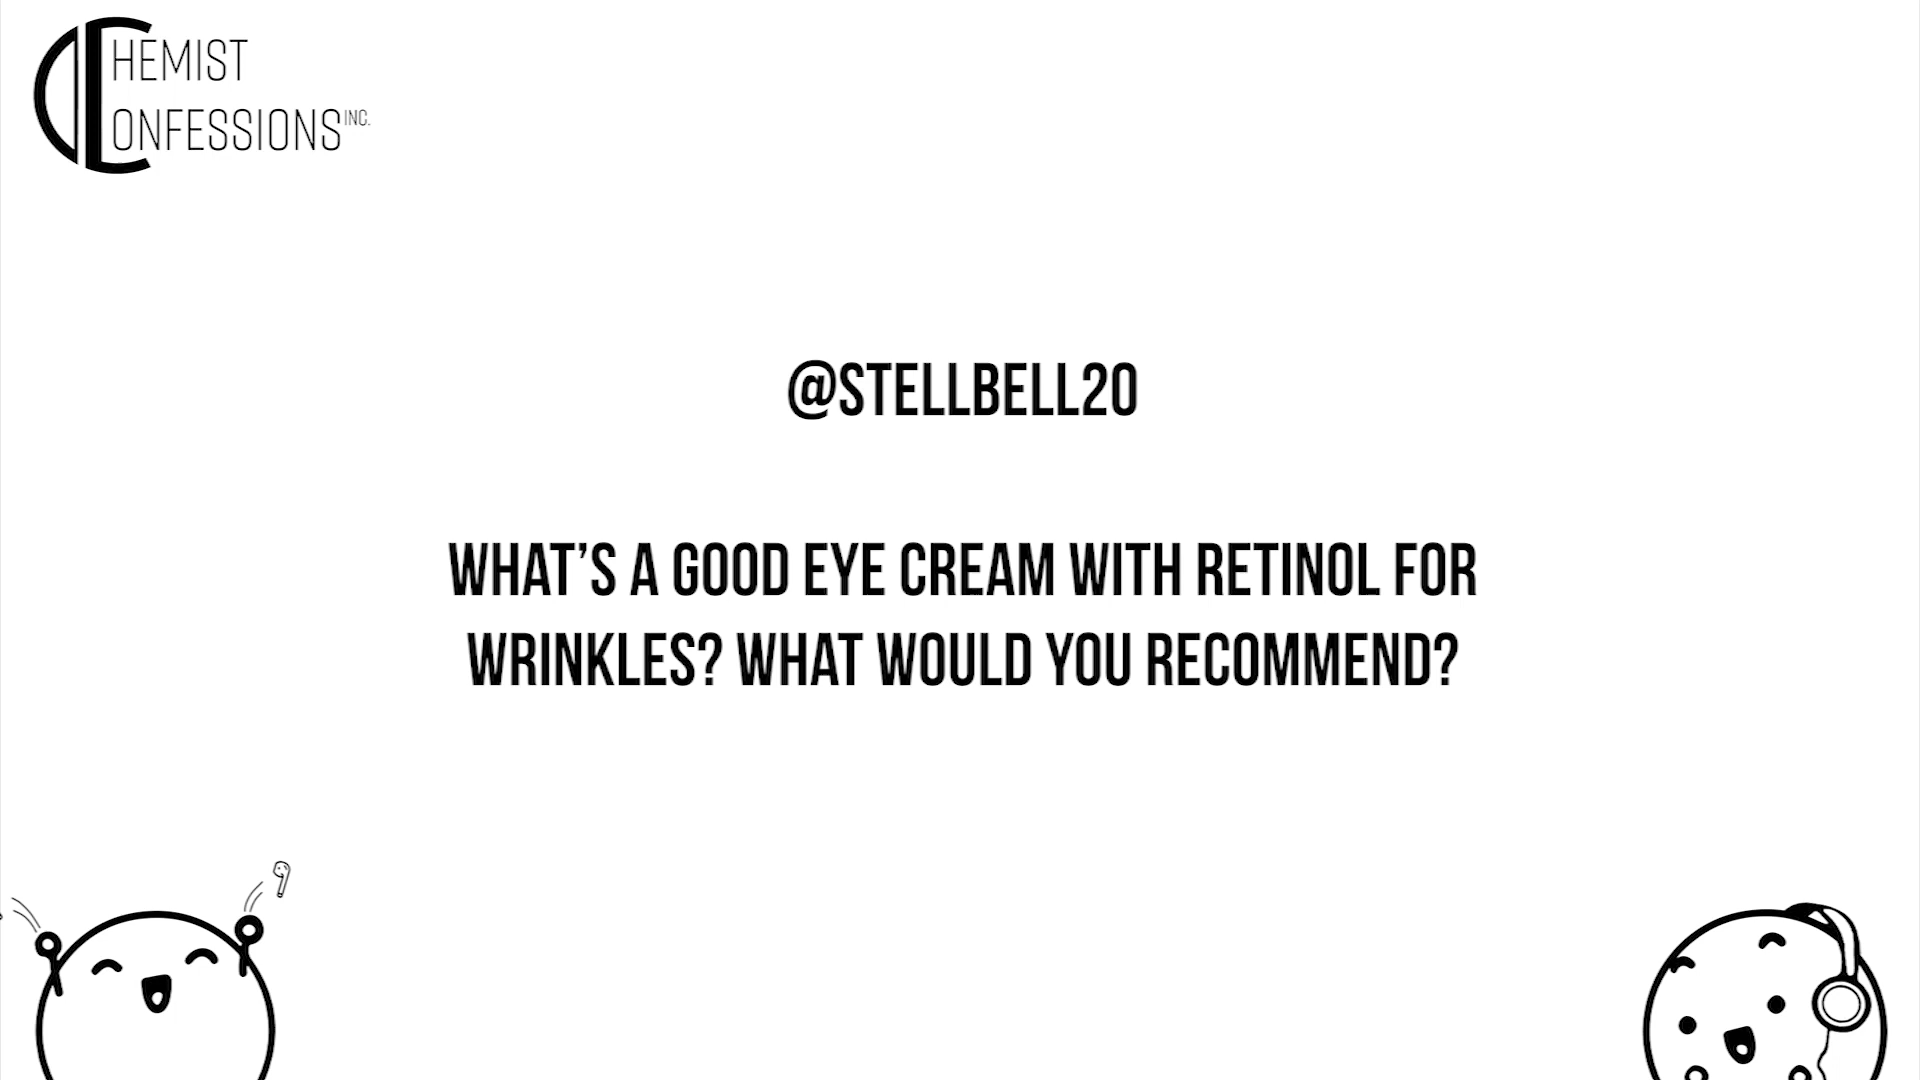 CHEMIST
CONFESSIONS INC.
@STELLBELL20
WHAT'S A GOOD EYE CREAM WITH RETINOL FOR
WRINKLES? WHAT WOULD YOU RECOMMEND?